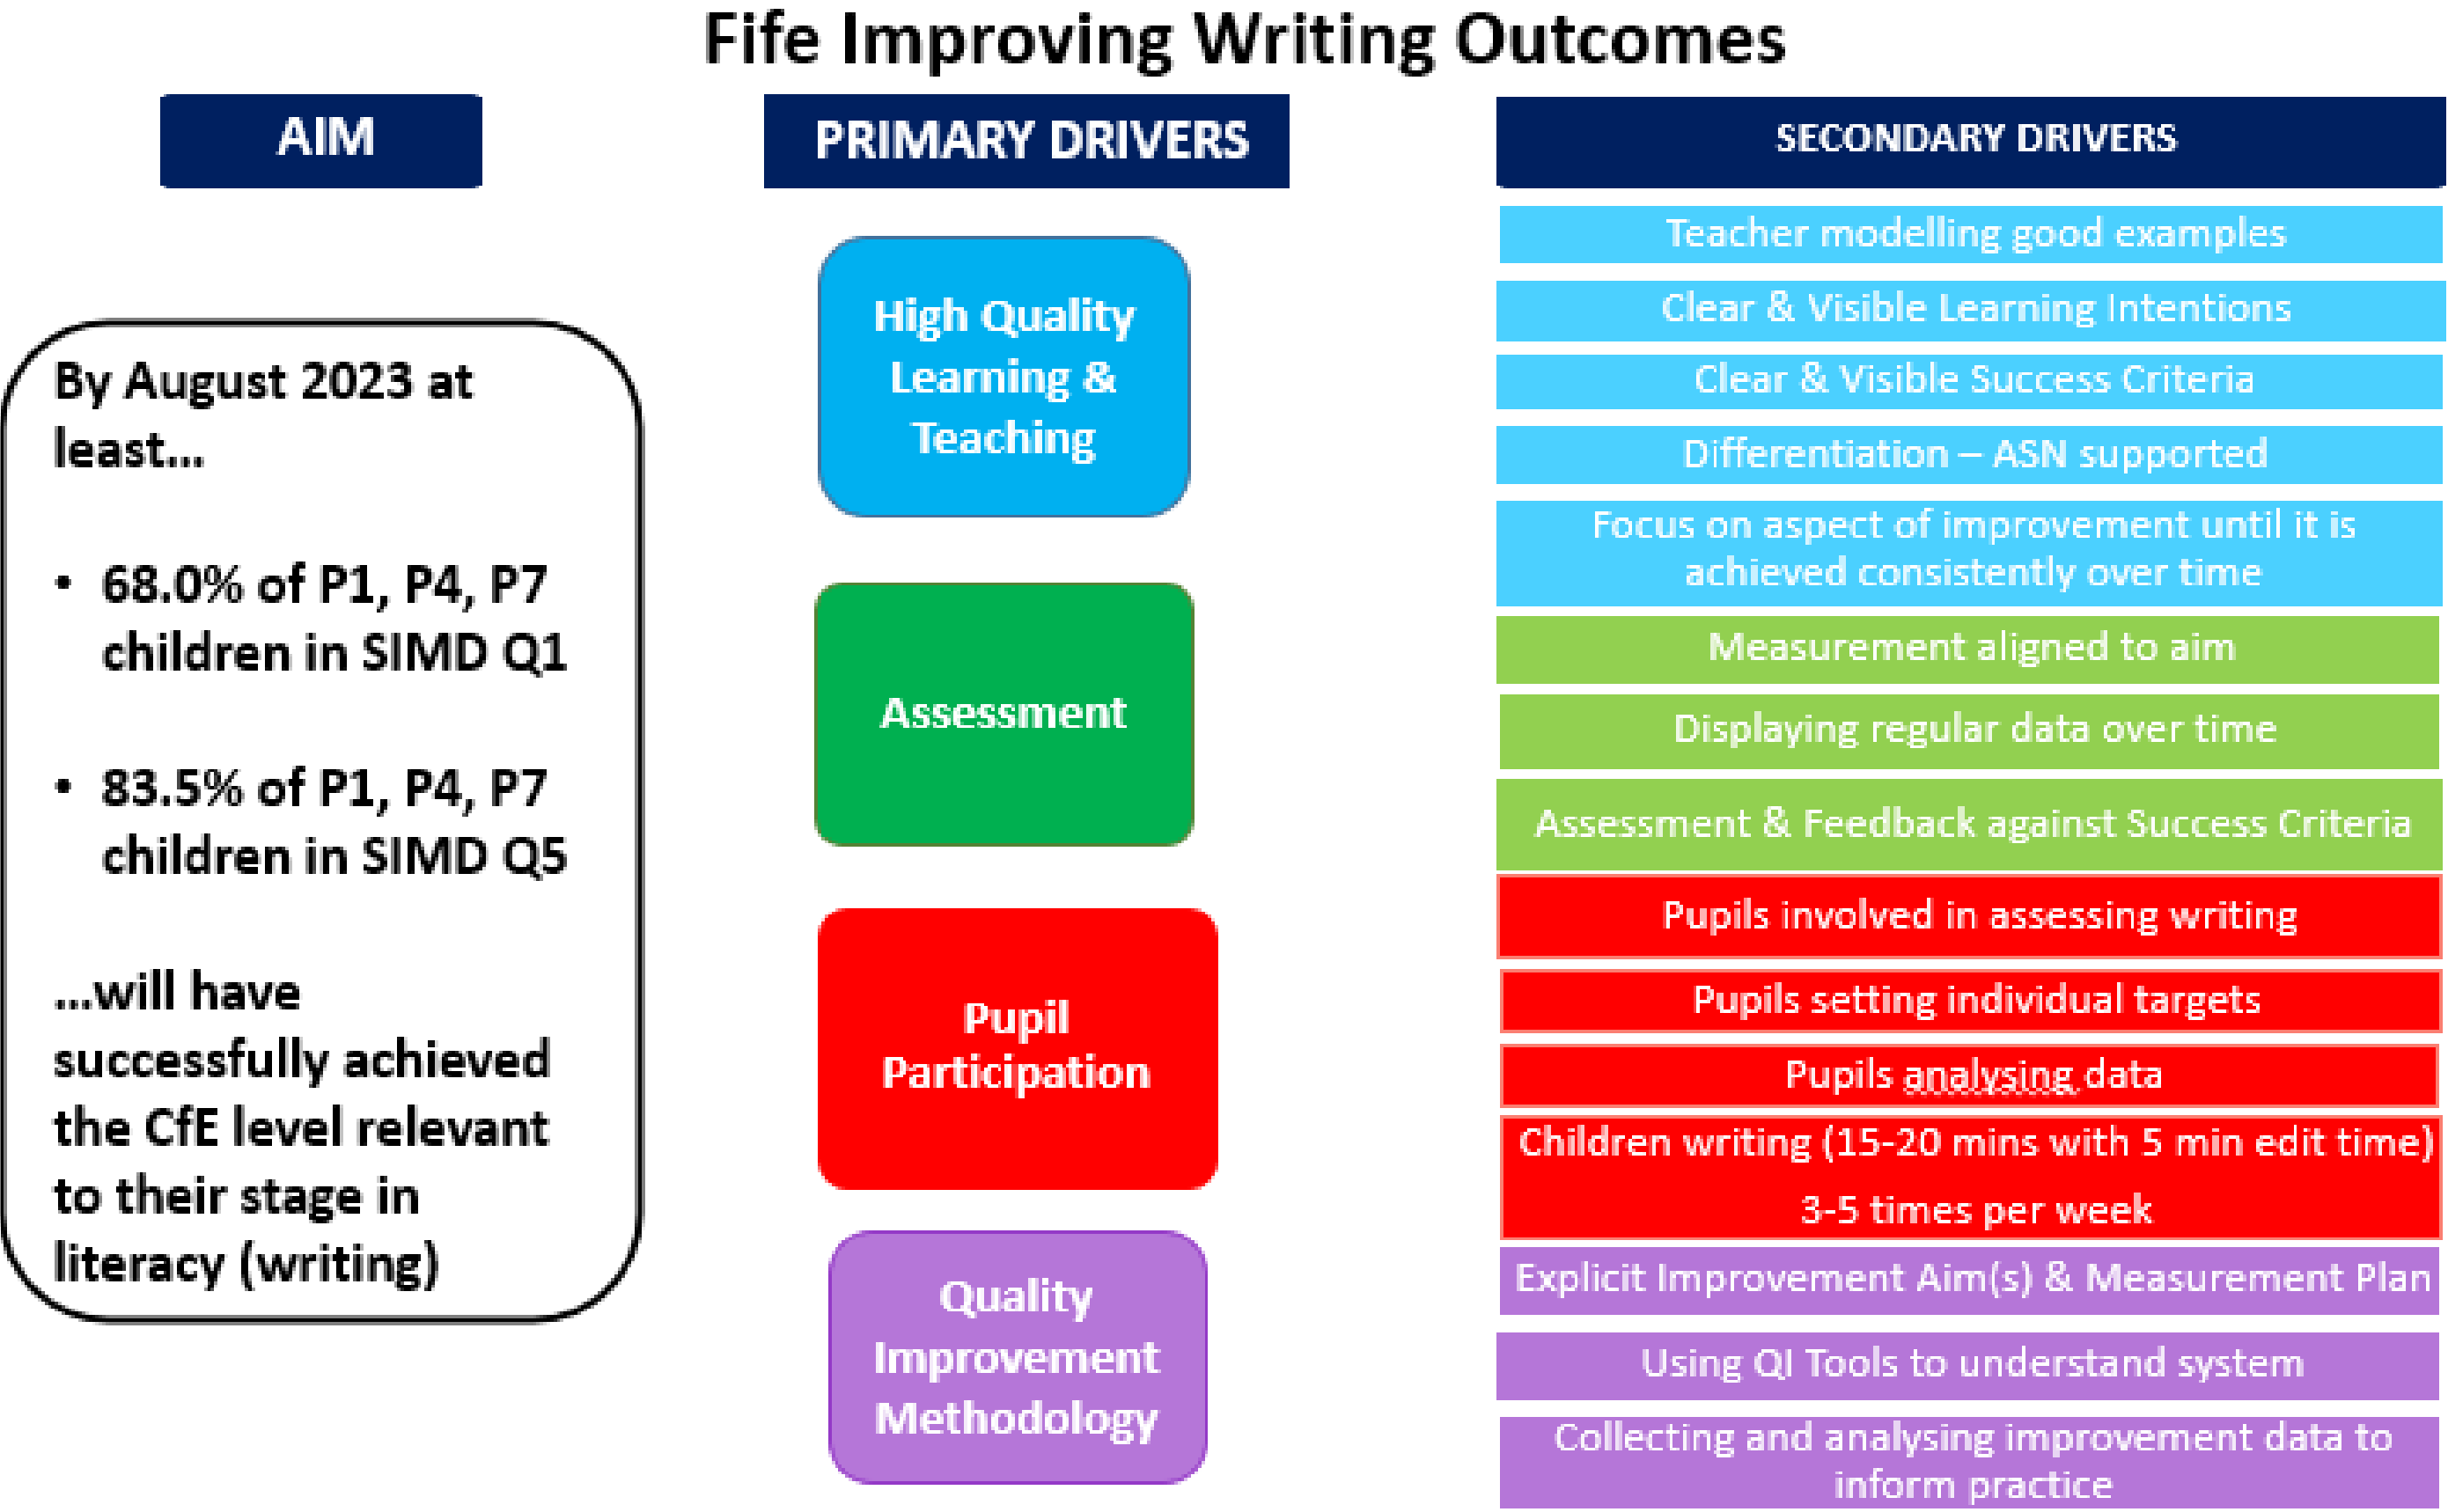 Fife Improving Writing Outcomes
AIM
By August 2023 at
least...
• 68.0% of P1, P4, P7
children in SIMD Q1
• 83.5% of P1, P4, P7
children in SIMD Q5
...will have
successfully achieved
the CfE level relevant
to their stage in
literacy (writing)
PRIMARY DRIVERS
High Quality
Learning &
Teaching
Assessment
Pupil
Participation
Quality
Improvement
Methodology
SECONDARY DRIVERS
Teacher modelling good examples
Clear & Visible Learning Intentions
Clear & Visible Success Criteria
Differentiation – ASN supported
Focus on aspect of improvement until it is
achieved consistently over time
Measurement aligned to aim
Displaying regular data over time
Assessment & Feedback against Success Criteria
Pupils involved in assessing writing
Pupils setting individual targets
Pupils analysing data
Children writing (15-20 mins with 5 min edit time)
3-5 times per week
Explicit Improvement Aim(s) & Measurement Plan
Using QI Tools to understand system
Collecting and analysing improvement data to
inform practice